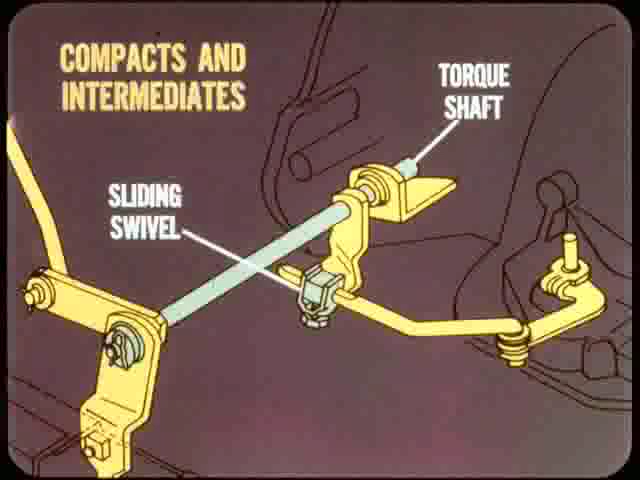 COMPACTS AND
INTERMEDIATES
TORQUE
SHAFT
SLIDING
SWIVEL